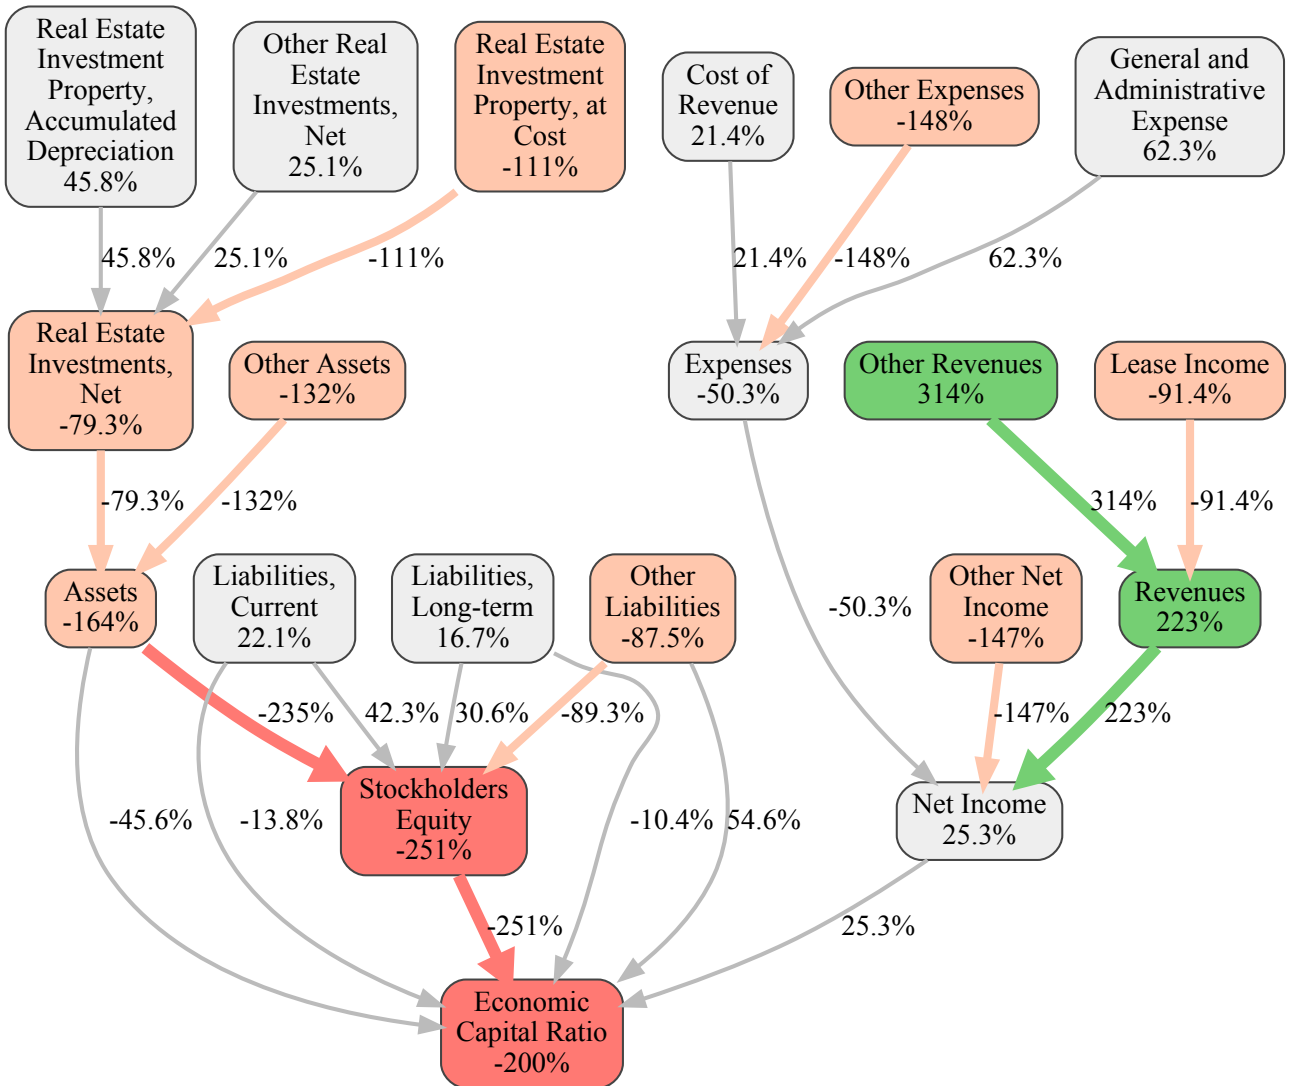 Real Estate
Investment
Property,
Accumulated
Depreciation
45.8%
Other Real
Estate
Investments,
Net
25.1%
Real Estate
Investment
Property, at
Cost
-111%
Cost of
Revenue
21.4%
Other Expenses
-148%
General and
Administrative
Expense
62.3%
45.8%
25.1%
-111%
21.4%
-148%
62.3%
Real Estate
Investments,
Net
-79.3%
Other Assets
-132%
Expenses
-50.3%
Other Revenues
314%
Lease Income
-91.4%
-79.3%
-132%
314%
-91.4%
Assets
-164%
Liabilities,
Current
22.1%
Liabilities,
Long-term
16.7%
Other
Liabilities
-87.5%
-50.3%
Other Net
Income
-147%
Revenues
223%
-235%
42.3%
30.6%
-89.3%
-147%
223%
-45.6%
-13.8%
Stockholders
Equity
-251%
-10.4%
54.6%
Net Income
25.3%
-251%
25.3%
Economic
Capital Ratio
-200%